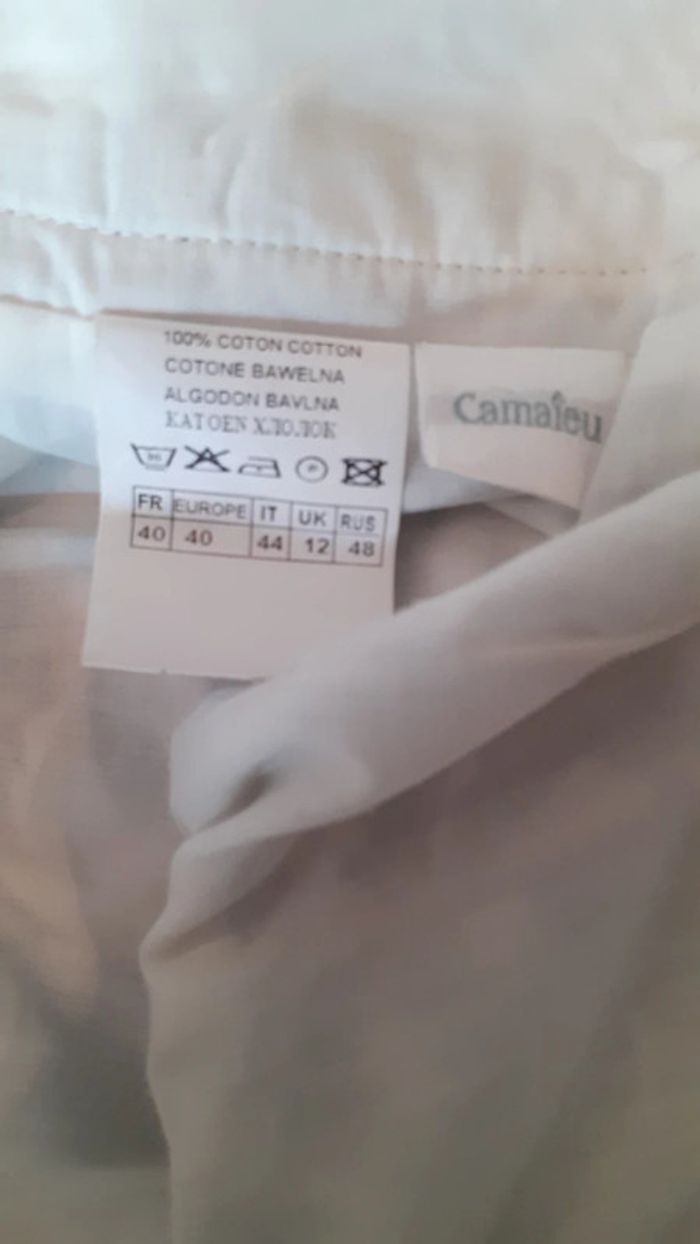 100% COTON COTTON
COTONE BAWELNA
ALGODON BAVLNA
KATOEN ХЛОПОК
FR EUROPE IT UK RUS
40 40 44 12 48
Camaïeu